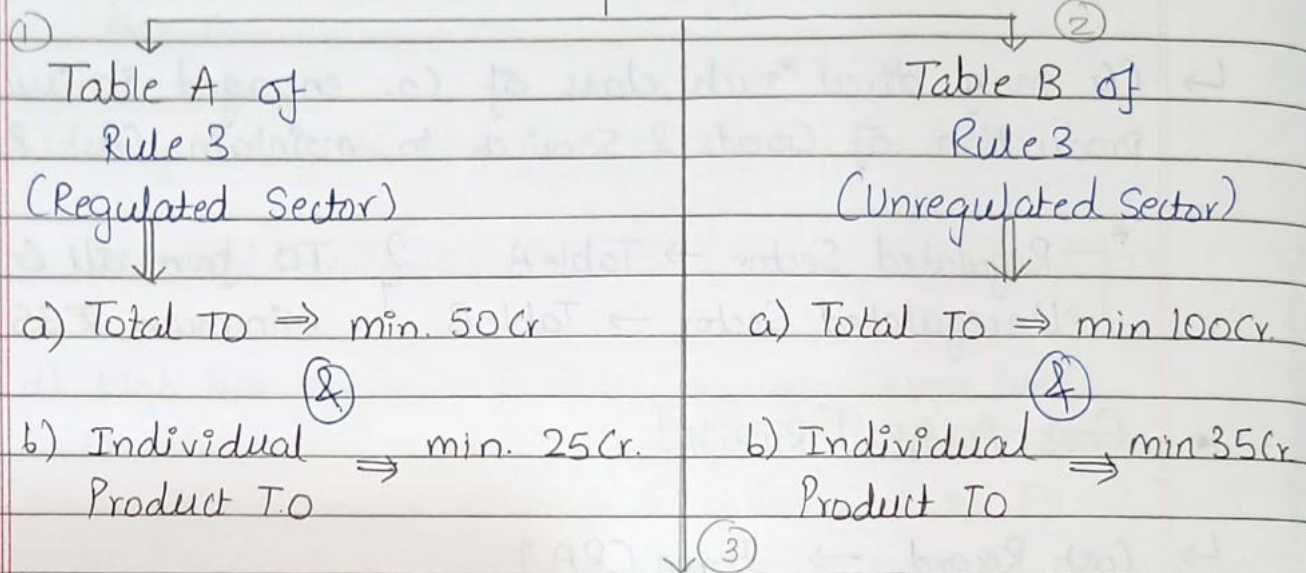 ①
Table A of
Rule 3
(Regulated Sector)
a) Total TO ⇒ min. 50 Cr
&
b) Individual ⇒ min. 25 Cr.
Product T.O
②
Table B of
Rule 3
(Unregulated Sector)
a) Total TO ⇒ min 100 Cr.
&
b) Individual ⇒ min 35 Cr
Product TO
③